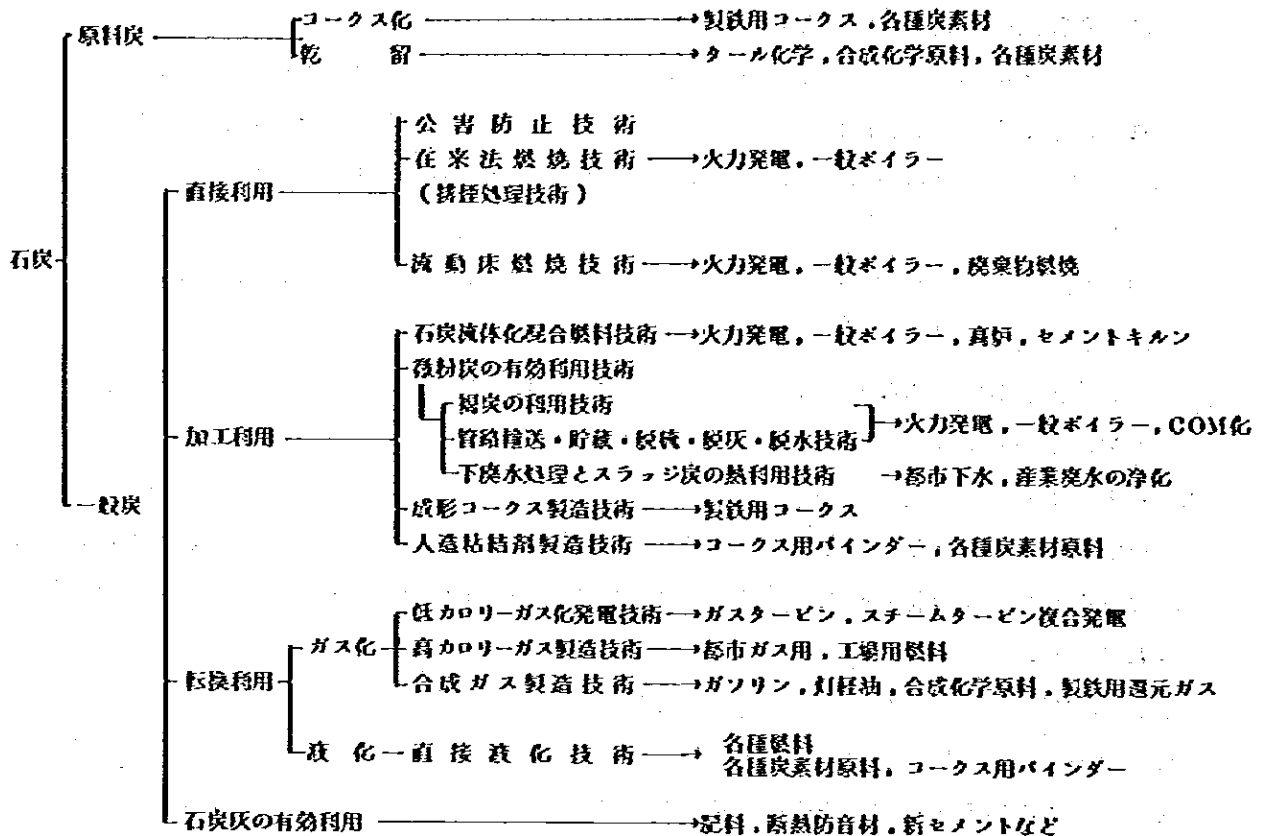 コークス化 → 製鉄用コークス，各種炭素材
原料炭
乾　留 → タール化学，合成化学原料，各種炭素材
公害防止技術
在来法燃焼技術 → 火力発電，一般ボイラー
直接利用
（排煙処理技術）
石炭
流動床燃焼技術 → 火力発電，一般ボイラー，廃棄物燃焼
石炭流体化混合燃料技術 → 火力発電，一般ボイラー，高炉，セメントキルン
微粉炭の有効利用技術
褐炭の利用技術
加工利用
管路輸送・貯蔵・脱硫・脱灰・脱水技術 → 火力発電，一般ボイラー，COM化
下廃水処理とスラッジ炭の熱利用技術 → 都市下水，産業廃水の浄化
一般炭
成形コークス製造技術 → 製鉄用コークス
人造粘結剤製造技術 → コークス用バインダー，各種炭素材原料
低カロリーガス化発電技術 → ガスタービン，スチームタービン複合発電
ガス化
高カロリーガス製造技術 → 都市ガス用，工業用燃料
転換利用
合成ガス製造技術 → ガソリン，灯軽油，合成化学原料，製鉄用還元ガス
液化 直接液化技術 → 各種燃料
各種炭素材原料，コークス用バインダー
石炭灰の有効利用 → 肥料，断熱防音材，新セメントなど